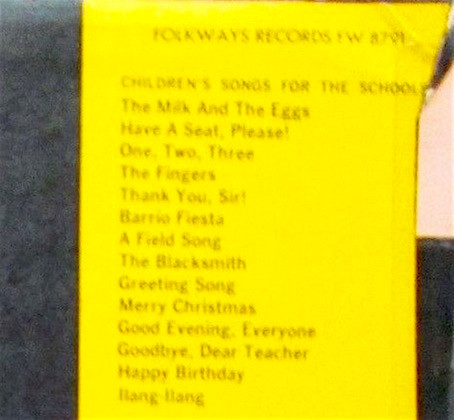 FOLKWAYS RECORDS FW 8791
CHILDREN'S SONGS FOR THE SCHOOL
The Milk And The Eggs
Have A Seat, Please!
One, Two, Three
The Fingers
Thank You, Sir!
Barrio Fiesta
A Field Song
The Blacksmith
Greeting Song
Merry Christmas
Good Evening, Everyone
Goodbye, Dear Teacher
Happy Birthday
Ilang-Ilang